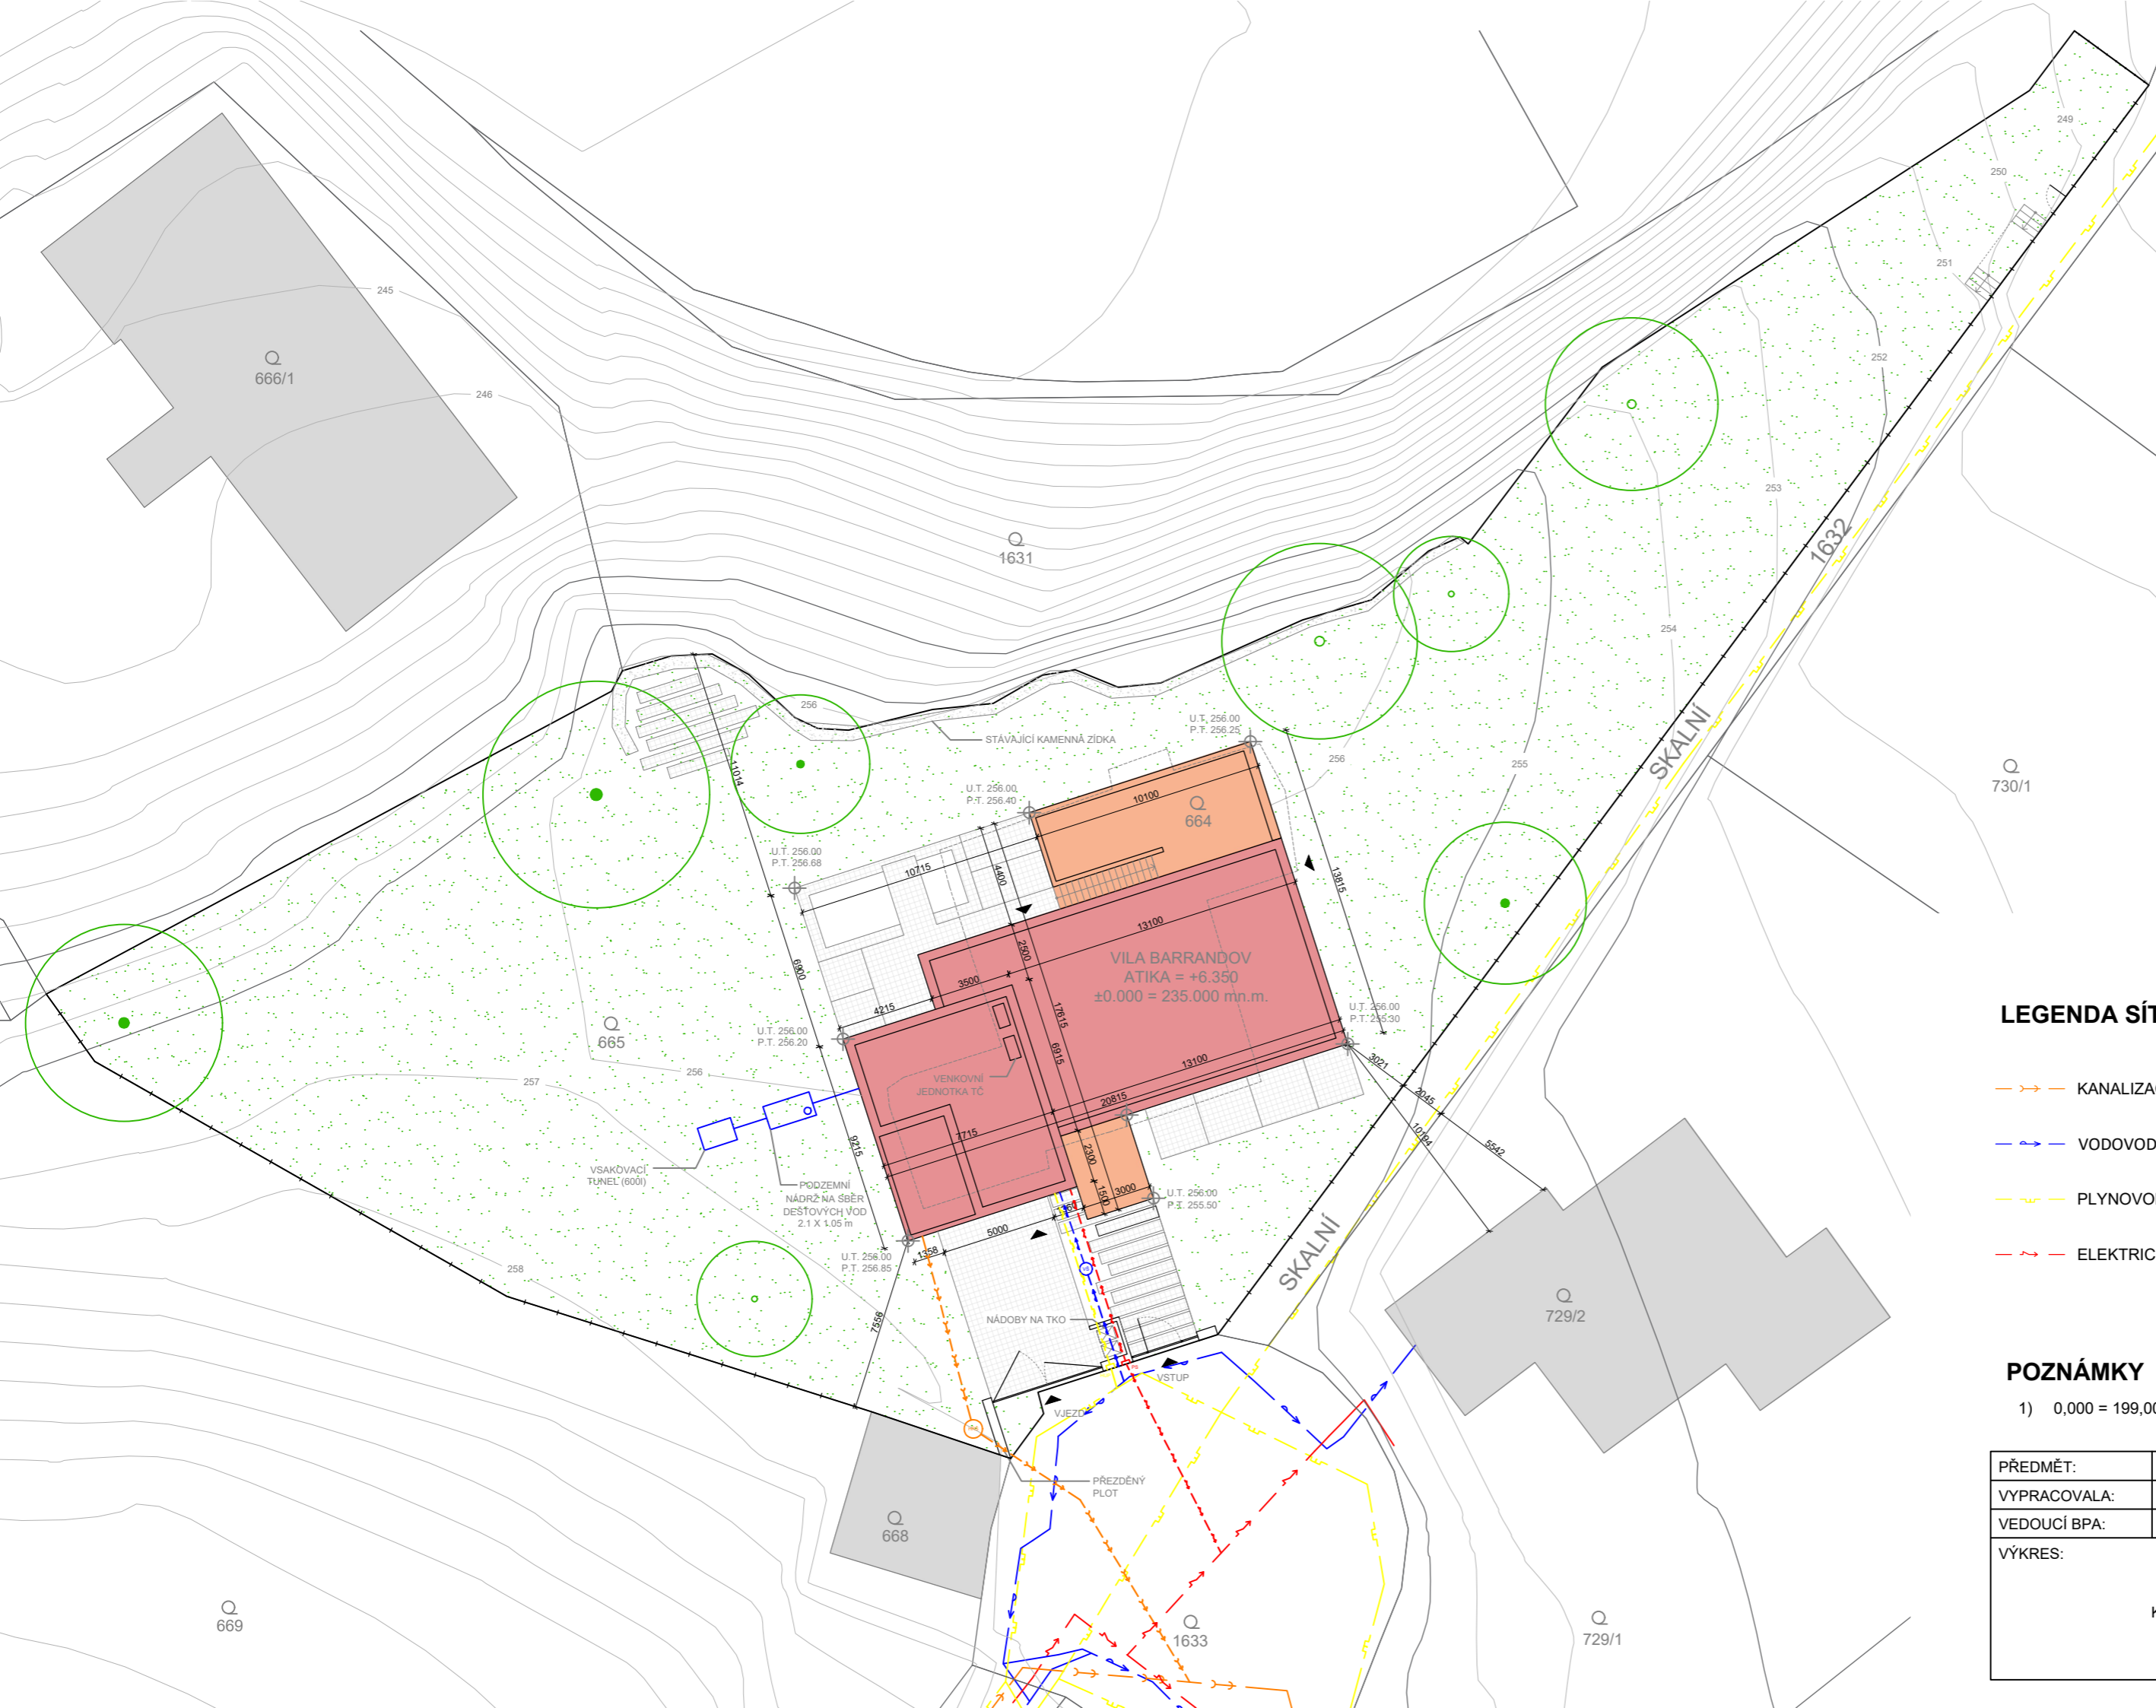 249
250
251
252
253
254
255
256
245
246
666/1
1631
1632
SKALNÍ
730/1
256
STÁVAJÍCÍ KAMENNÁ ZÍDKA
U.T. 256.00
P.T. 256.25
U.T. 256.00
P.T. 256.40
10100
664
11014
U.T. 256.00
P.T. 256.68
10715
4400
13815
13100
2500
VILA BARRANDOV
ATIKA = +6.350
±0.000 = 235.000 mn.m.
6900
3500
4215
17615
6915
U.T. 256.00
P.T. 255.30
665
U.T. 256.00
P.T. 256.20
256
257
258
VENKOVNÍ
JEDNOTKA TČ
13100
20815
7715
3021
2045
10194
5542
9215
VSAKOVACÍ
TUNEL (600l)
PODZEMNÍ
NÁDRŽ NA SBĚR
DEŠŤOVÝCH VOD
2.1 X 1.05 m
2300
1500
3000
U.T. 256.00
P.T. 255.50
5000
1358
U.T. 256.00
P.T. 256.85
7556
SKALNÍ
NÁDOBY NA TKO
VSTUP
VJEZD
PŘEZDĚNÝ
PLOT
668
669
1633
729/2
729/1
LEGENDA SÍT
KANALIZA
VODOVOD
PLYNOVO
ELEKTRIC
POZNÁMKY
1) 0,000 = 199,00
PŘEDMĚT:
VYPRACOVALA:
VEDOUCÍ BPA:
VÝKRES: